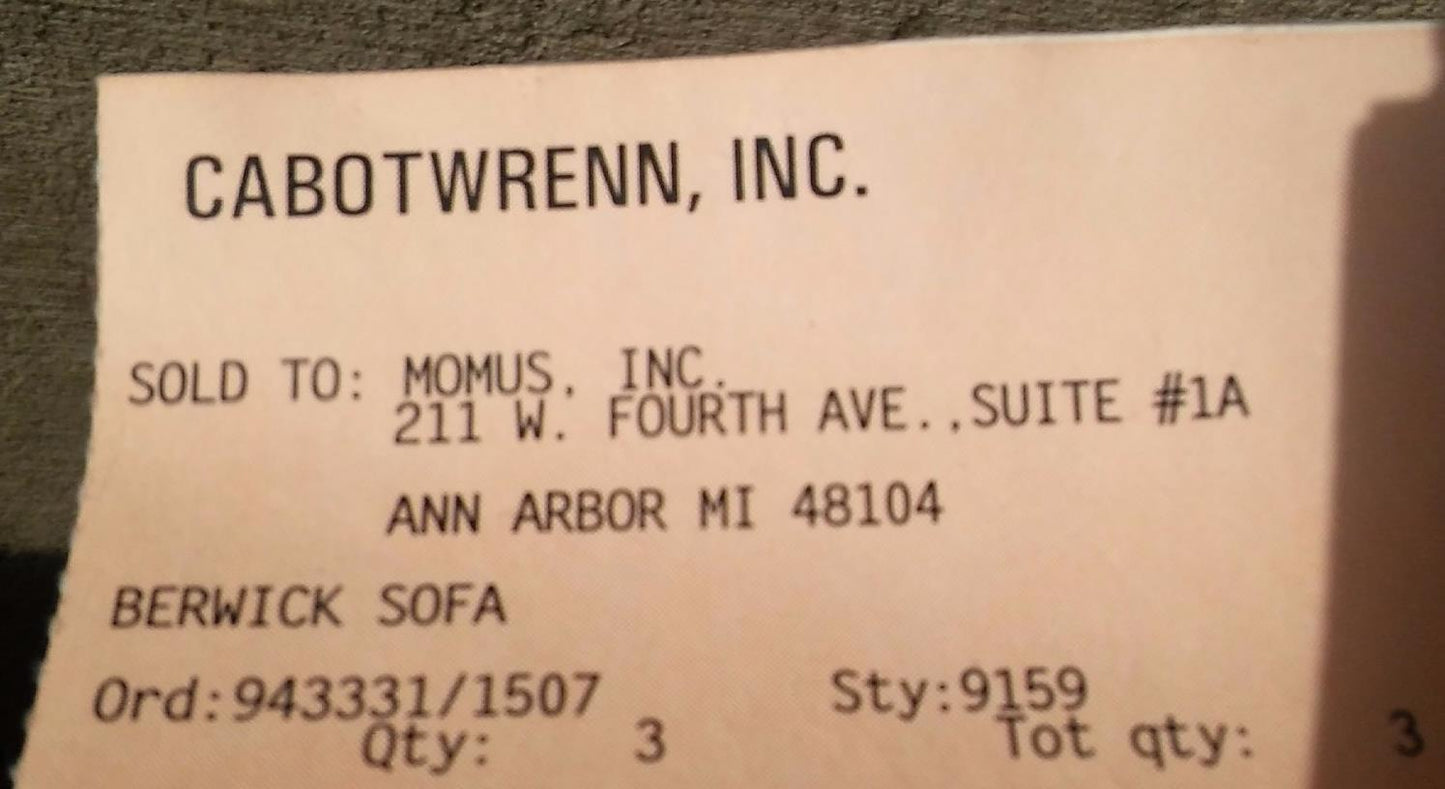 CABOTWRENN, INC.
SOLD TO: MOMUS, INC.
211 W. FOURTH AVE.,SUITE #1A
ANN ARBOR MI 48104
BERWICK SOFA
Ord:943331/1507 Sty:9159
Qty: 3 Tot qty: 3